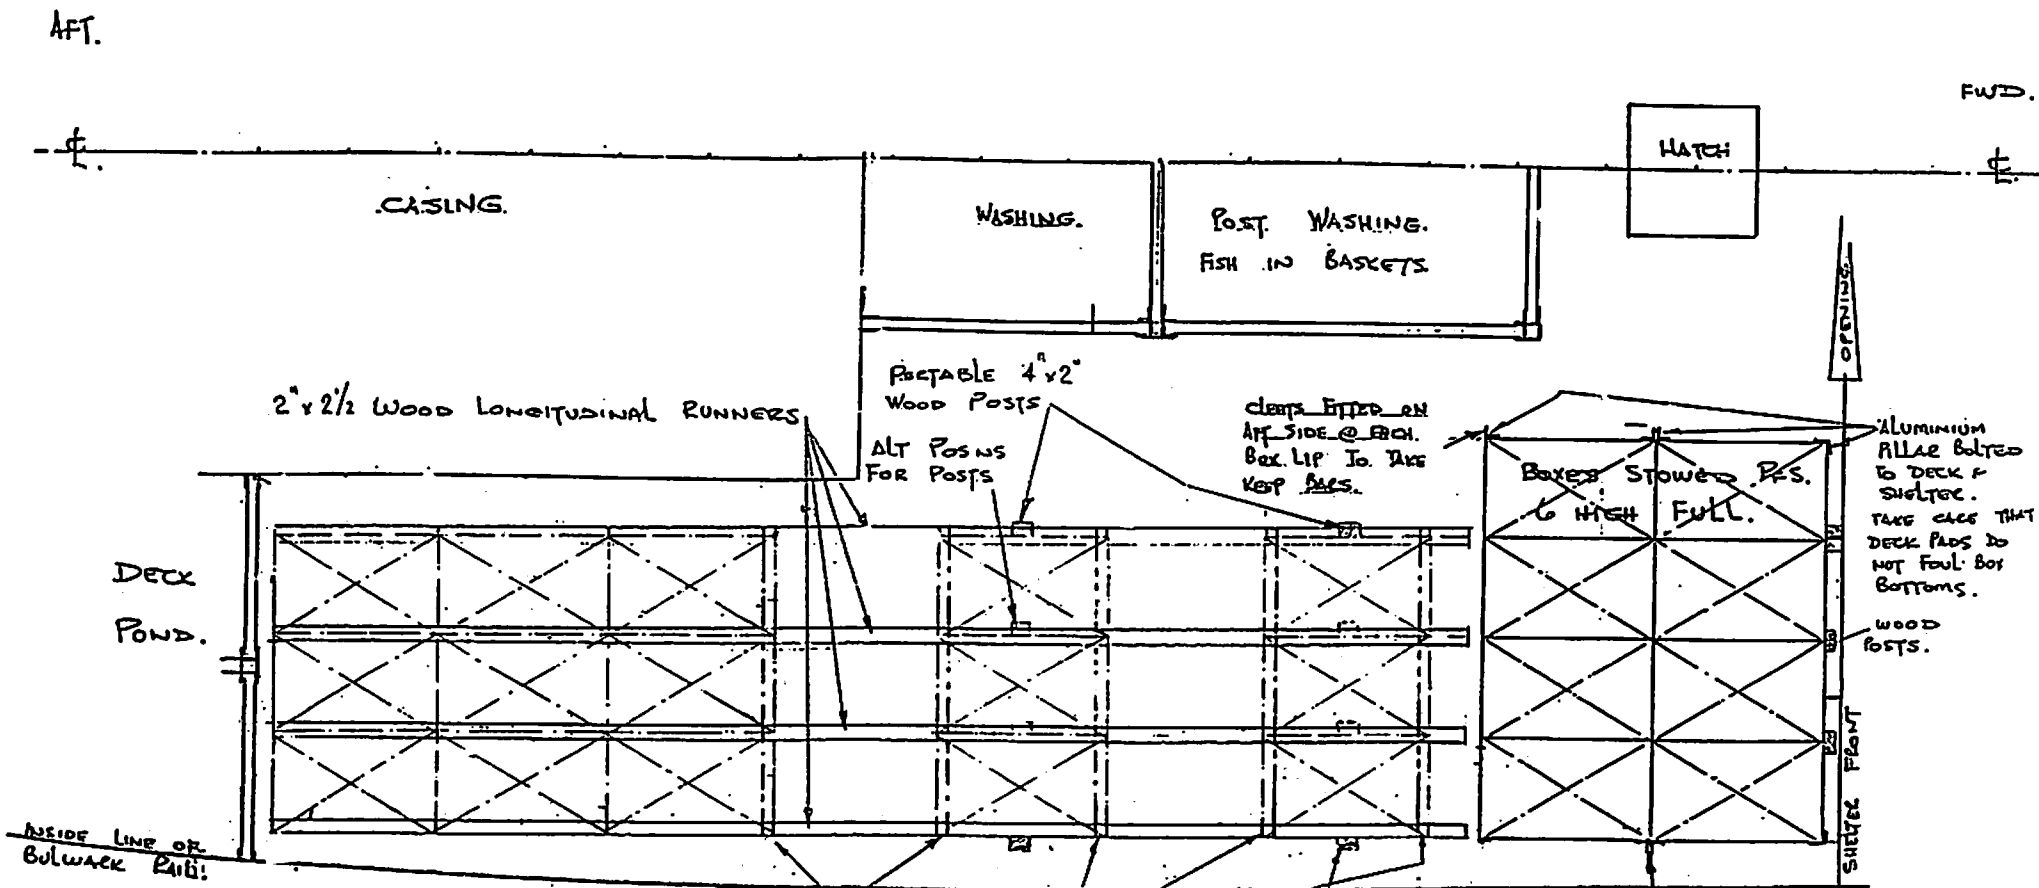 AFT.
FWD.
HATCH
℄.
℄.
CASING.
WASHING.
POST WASHING.
FISH IN BASKETS
OPENING.
2" x 2 1/2 WOOD LONGITUDINAL RUNNERS
PORTABLE 4" x 2"
WOOD POSTS
ALT POSNS
FOR POSTS
CLEATS FITTED ON
AFT SIDE @ EACH.
BOX. LIP TO. TAKE
KEEP BARS.
BOXES STOWED P&S.
6 HIGH FULL.
ALUMINIUM
PILLAR BOLTED
TO DECK &
SHELTER.
TAKE CARE THAT
DECK PADS DO
NOT FOUL BOX
BOTTOMS.
WOOD
POSTS.
DECK
POND.
SHELTER FRONT
INSIDE LINE OF
BULWARK RAIL.